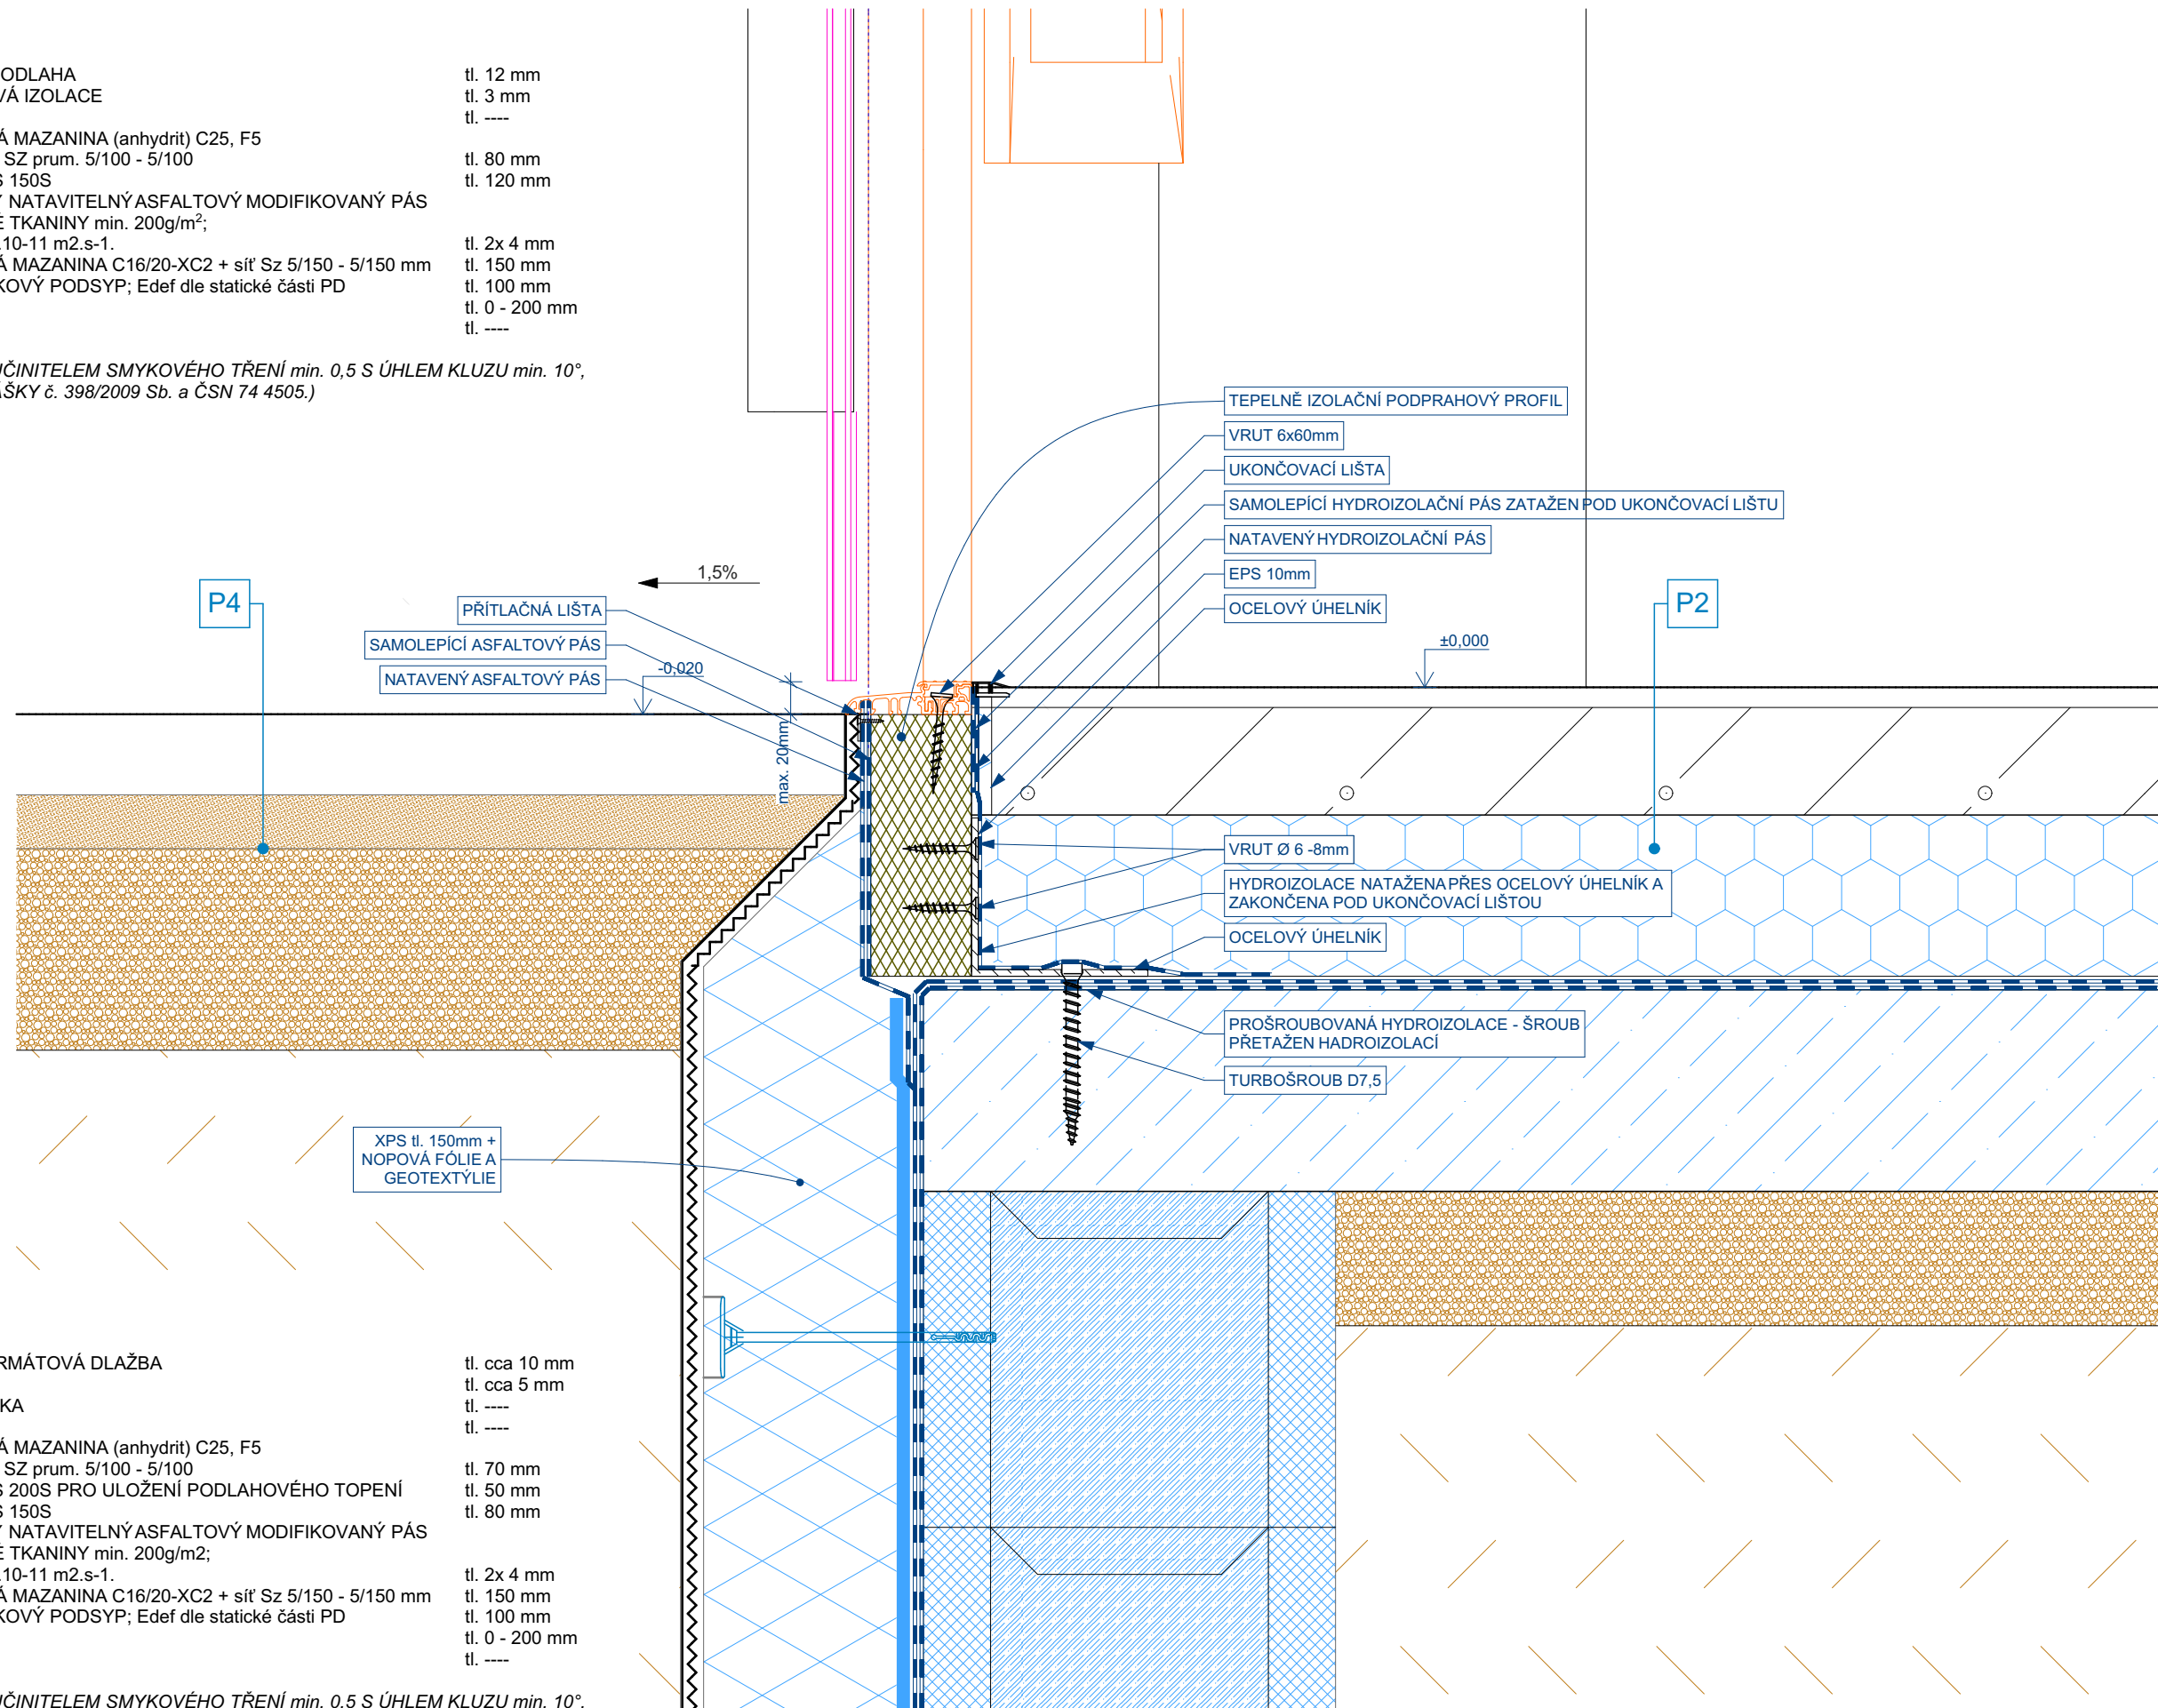 ODLAHA tl. 12 mm
VÁ IZOLACE tl. 3 mm
tl. ----
Á MAZANINA (anhydrit) C25, F5
SZ prum. 5/100 - 5/100 tl. 80 mm
S 150S tl. 120 mm
Ý NATAVITELNÝ ASFALTOVÝ MODIFIKOVANÝ PÁS
É TKANINY min. 200g/m²;
.10-11 m2.s-1. tl. 2x 4 mm
Á MAZANINA C16/20-XC2 + síť Sz 5/150 - 5/150 mm tl. 150 mm
KOVÝ PODSYP; Edef dle statické části PD tl. 100 mm
tl. 0 - 200 mm
tl. ----
ČINITELEM SMYKOVÉHO TŘENÍ min. 0,5 S ÚHLEM KLUZU min. 10°,
ÁŠKY č. 398/2009 Sb. a ČSN 74 4505.)
TEPELNĚ IZOLAČNÍ PODPRAHOVÝ PROFIL
VRUT 6x60mm
UKONČOVACÍ LIŠTA
SAMOLEPÍCÍ HYDROIZOLAČNÍ PÁS ZATAŽEN POD UKONČOVACÍ LIŠTU
NATAVENÝ HYDROIZOLAČNÍ PÁS
EPS 10mm
OCELOVÝ ÚHELNÍK
1,5%
P4
P2
PŘÍTLAČNÁ LIŠTA
SAMOLEPÍCÍ ASFALTOVÝ PÁS
NATAVENÝ ASFALTOVÝ PÁS
-0,020
±0,000
max. 20mm
VRUT Ø 6 -8mm
HYDROIZOLACE NATAŽENA PŘES OCELOVÝ ÚHELNÍK A
ZAKONČENA POD UKONČOVACÍ LIŠTOU
OCELOVÝ ÚHELNÍK
PROŠROUBOVANÁ HYDROIZOLACE - ŠROUB
PŘETAŽEN HADROIZOLACÍ
TURBOŠROUB D7,5
XPS tl. 150mm +
NOPOVÁ FÓLIE A
GEOTEXTÝLIE
RMÁTOVÁ DLAŽBA tl. cca 10 mm
tl. cca 5 mm
KA tl. ----
tl. ----
Á MAZANINA (anhydrit) C25, F5
SZ prum. 5/100 - 5/100 tl. 70 mm
S 200S PRO ULOŽENÍ PODLAHOVÉHO TOPENÍ tl. 50 mm
S 150S tl. 80 mm
Ý NATAVITELNÝ ASFALTOVÝ MODIFIKOVANÝ PÁS
É TKANINY min. 200g/m2;
.10-11 m2.s-1. tl. 2x 4 mm
Á MAZANINA C16/20-XC2 + síť Sz 5/150 - 5/150 mm tl. 150 mm
KOVÝ PODSYP; Edef dle statické části PD tl. 100 mm
tl. 0 - 200 mm
tl. ----
ČINITELEM SMYKOVÉHO TŘENÍ min. 0,5 S ÚHLEM KLUZU min. 10°,